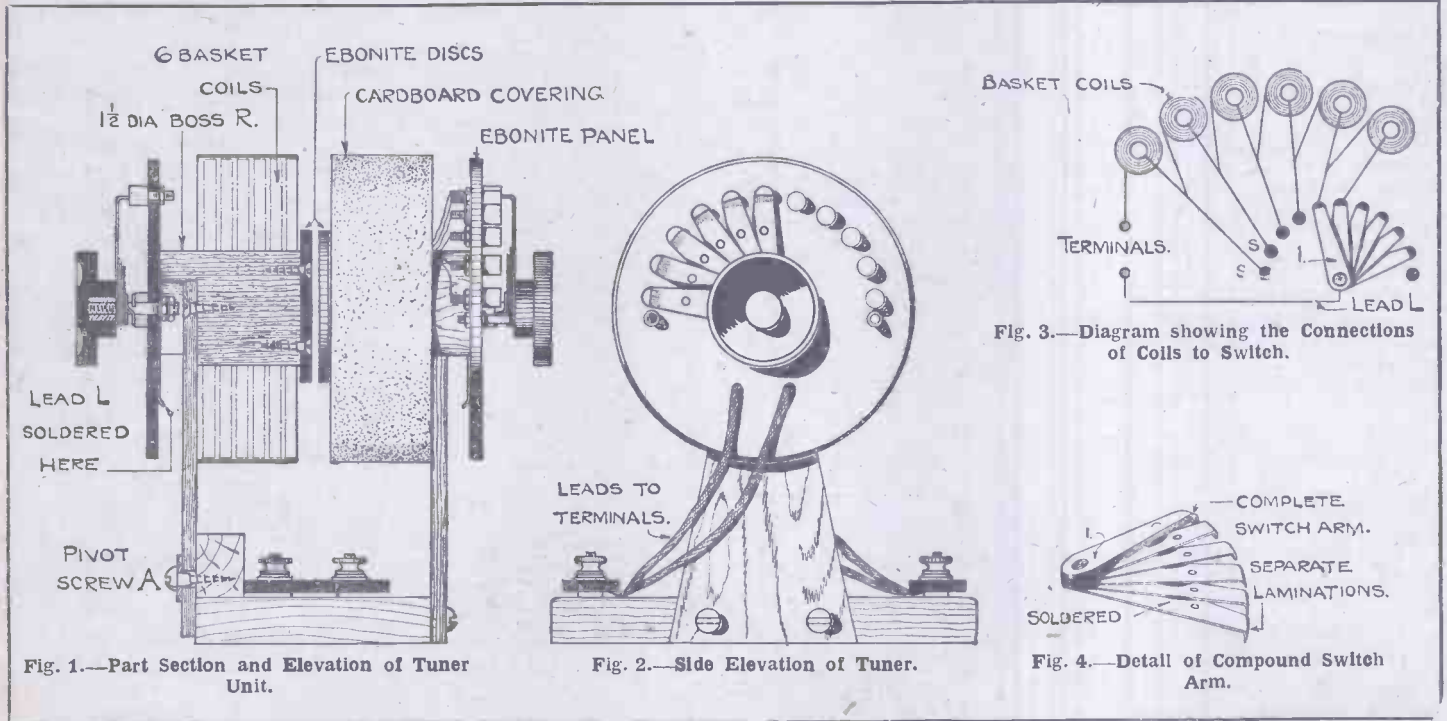 6 BASKET
COILS
1½ DIA BOSS R.
EBONITE DISCS
CARDBOARD COVERING
EBONITE PANEL
LEAD L
SOLDERED
HERE
PIVOT
SCREW A
Fig. 1.—Part Section and Elevation of Tuner
Unit.
LEADS TO
TERMINALS.
Fig. 2.—Side Elevation of Tuner.
BASKET COILS
TERMINALS.
S
S
1.
LEAD L
Fig. 3.—Diagram showing the Connections
of Coils to Switch.
1.
COMPLETE
SWITCH ARM.
SEPARATE
LAMINATIONS.
SOLDERED
Fig. 4.—Detail of Compound Switch
Arm.